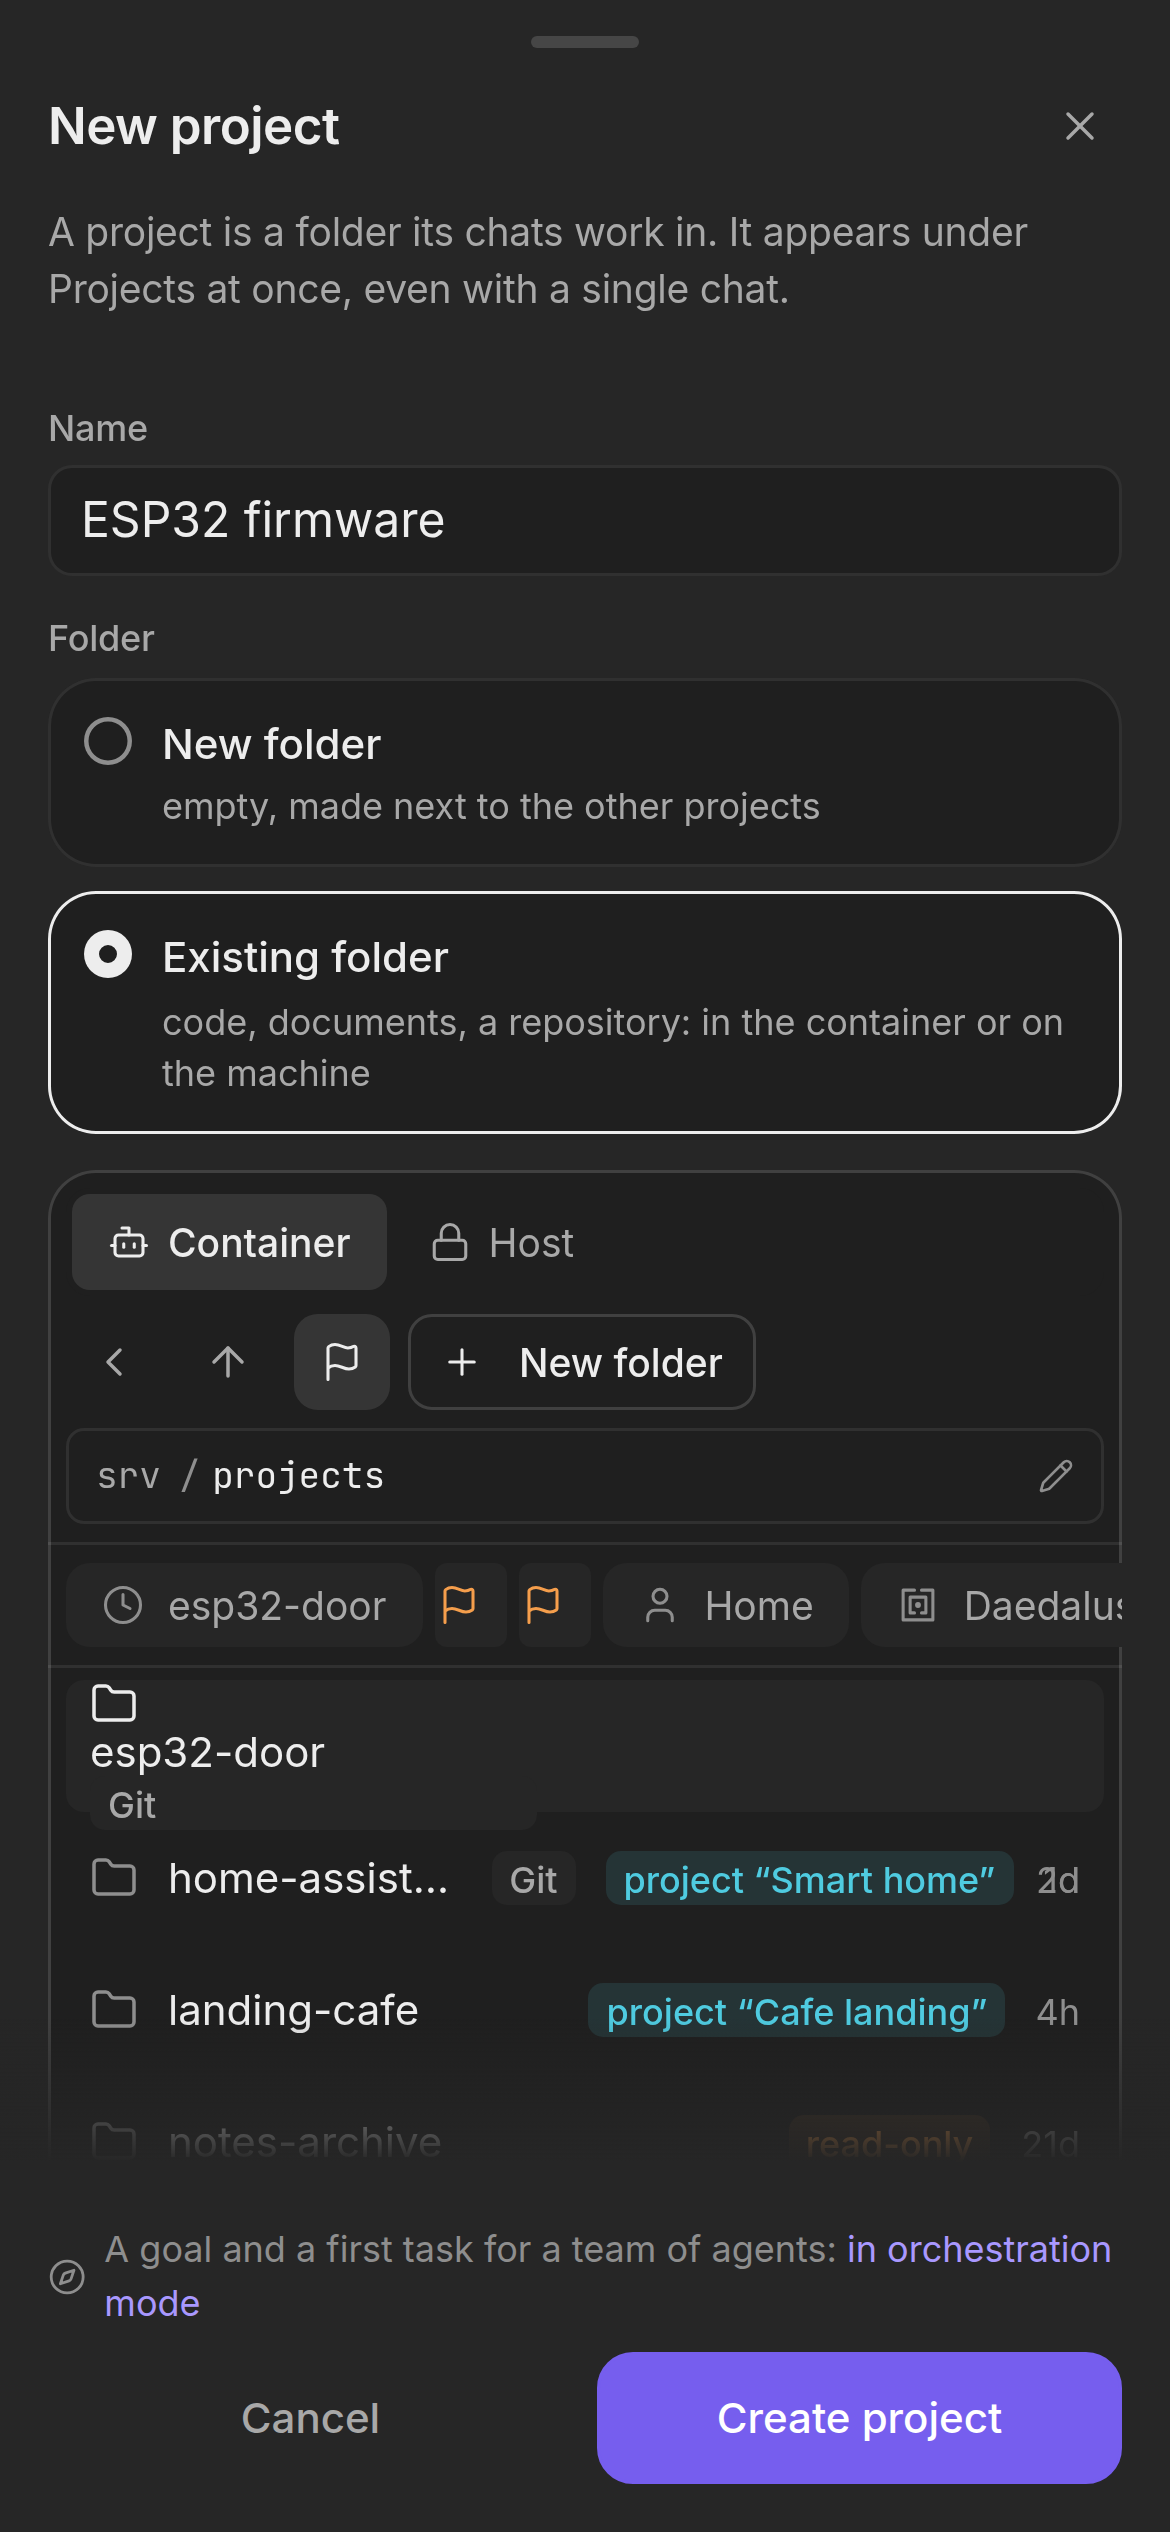 New project
A project is a folder its chats work in. It appears under
Projects at once, even with a single chat.
Name
ESP32 firmware
Folder
New folder
empty, made next to the other projects
Existing folder
code, documents, a repository: in the container or on
the machine
Container Host
New folder
srv / projects
esp32-door Home Daedalus
esp32-door
Git
home-assist... Git project “Smart home”
landing-cafe project “Cafe landing” 4h
notes-archive read-only 21d
A goal and a first task for a team of agents: in orchestration
mode
Cancel Create project